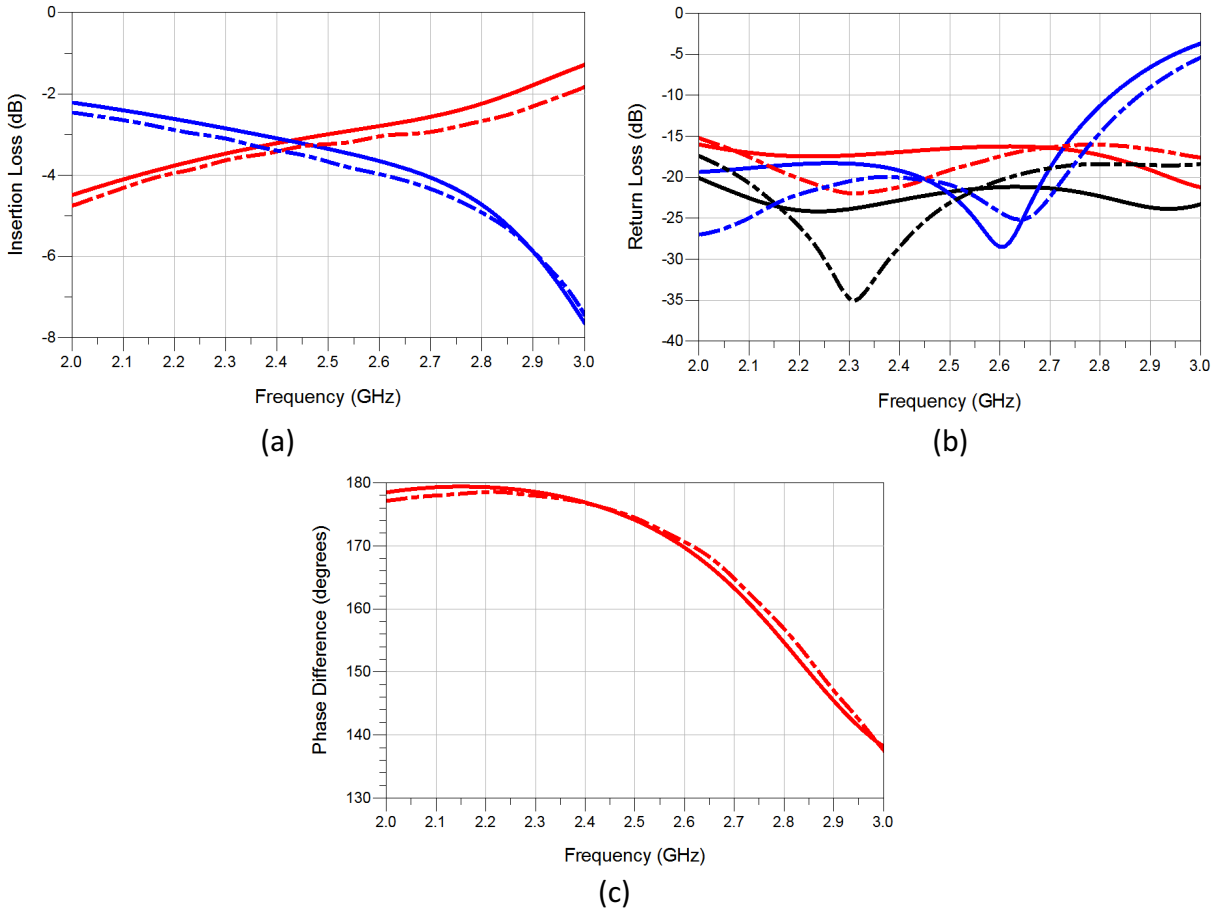 0
-2
-4
-6
-8
Insertion Loss (dB)
2.0 2.1 2.2 2.3 2.4 2.5 2.6 2.7 2.8 2.9 3.0
Frequency (GHz)
(a)
0
-5
-10
-15
-20
-25
-30
-35
-40
Return Loss (dB)
2.0 2.1 2.2 2.3 2.4 2.5 2.6 2.7 2.8 2.9 3.0
Frequency (GHz)
(b)
180
170
160
150
140
130
Phase Difference (degrees)
2.0 2.1 2.2 2.3 2.4 2.5 2.6 2.7 2.8 2.9 3.0
Frequency (GHz)
(c)